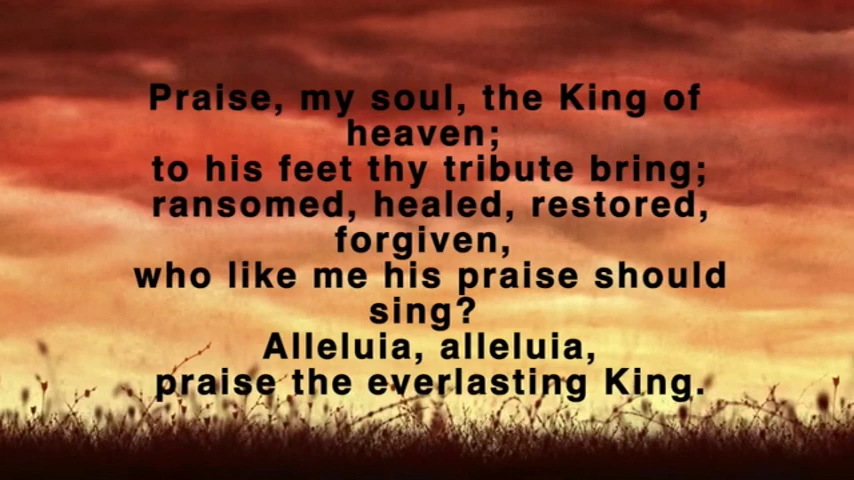 Praise, my soul, the King of
heaven;
to his feet thy tribute bring;
ransomed, healed, restored,
forgiven,
who like me his praise should
sing?
Alleluia, alleluia,
praise the everlasting King.